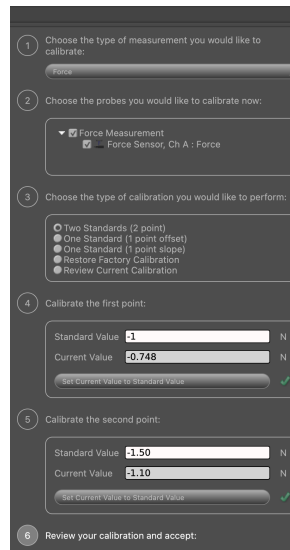 1 Choose the type of measurement you would like to
calibrate:
Force
2 Choose the probes you would like to calibrate now:
Force Measurement
Force Sensor, Ch A : Force
3 Choose the type of calibration you would like to perform:
Two Standards (2 point)
One Standard (1 point offset)
One Standard (1 point slope)
Restore Factory Calibration
Review Current Calibration
4 Calibrate the first point:
Standard Value -1 N
Current Value -0.748 N
Set Current Value to Standard Value
5 Calibrate the second point:
Standard Value -1.50 N
Current Value -1.10 N
Set Current Value to Standard Value
6 Review your calibration and accept: